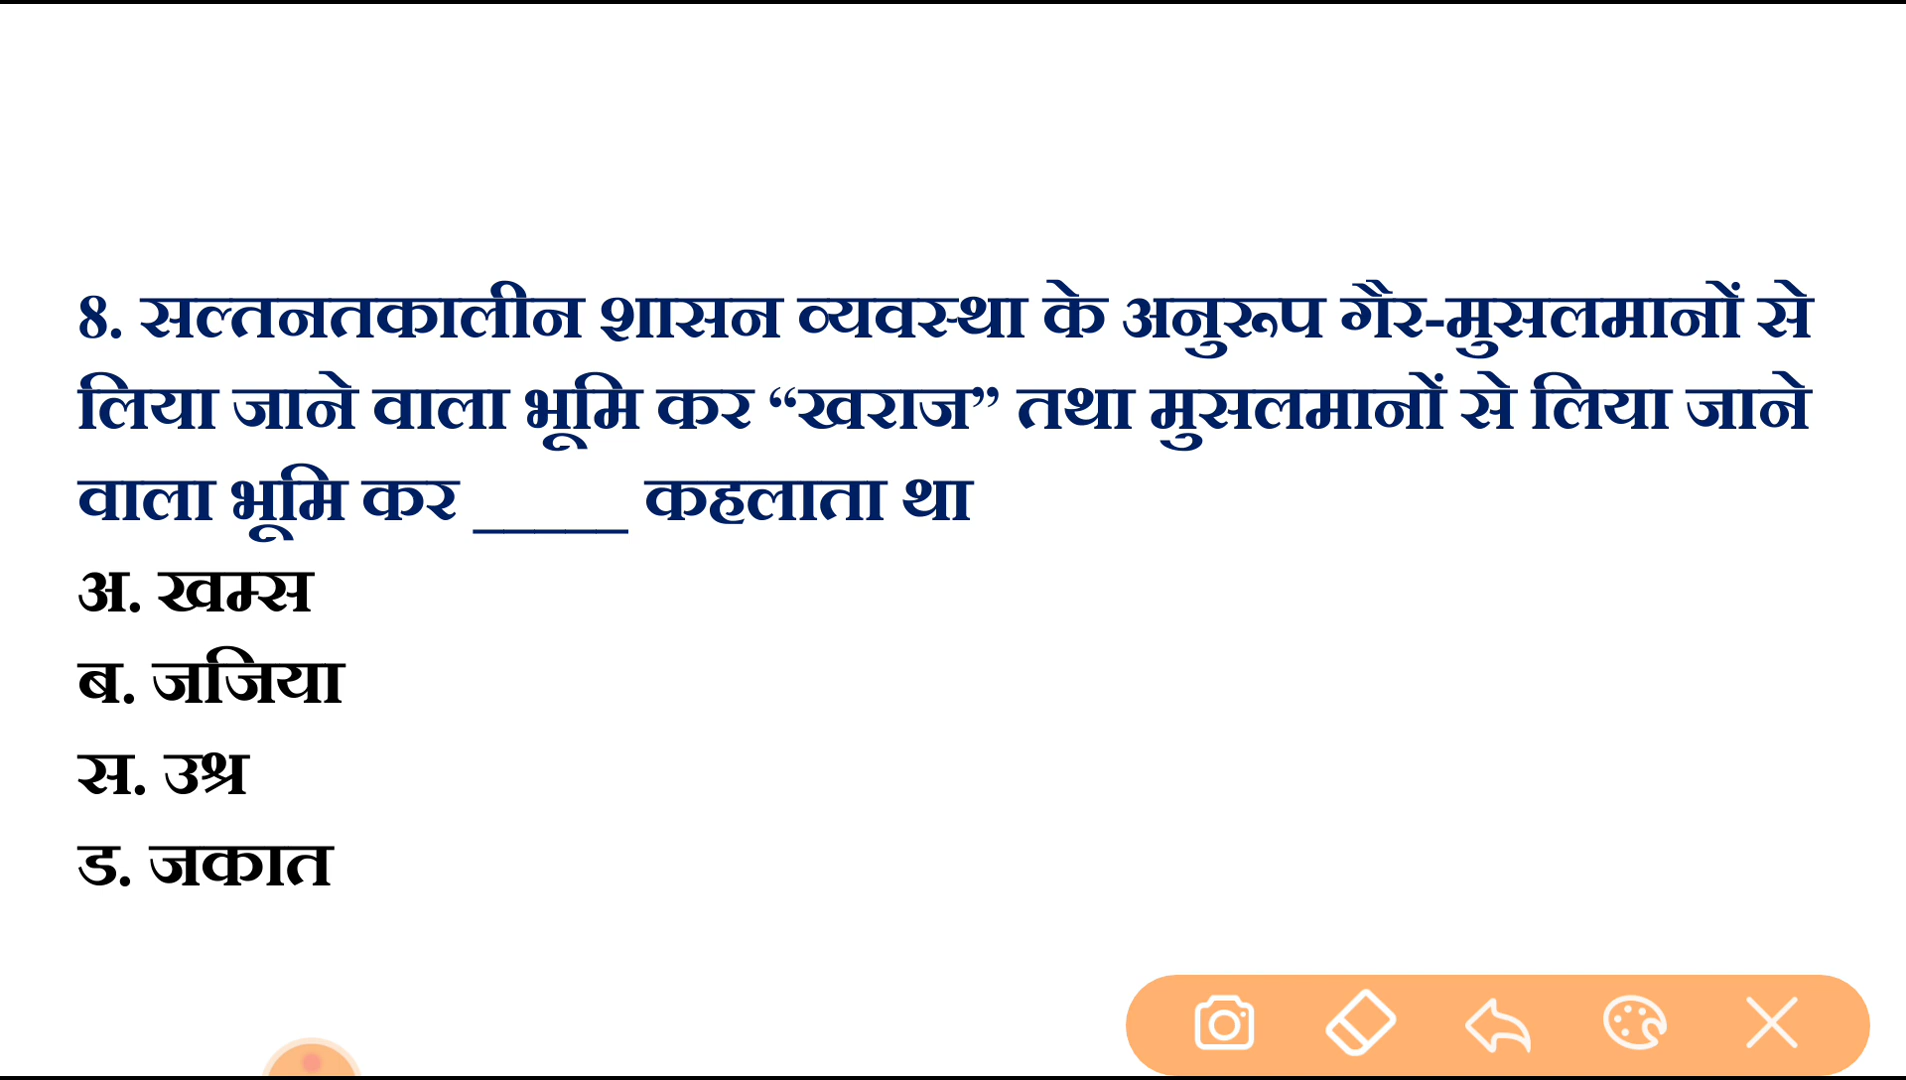 8. सल्तनतकालीन शासन व्यवस्था के अनुरूप गैर-मुसलमानों से
लिया जाने वाला भूमि कर “खराज” तथा मुसलमानों से लिया जाने
वाला भूमि कर _____ कहलाता था
अ. खम्स
ब. जजिया
स. उश्र
ड. जकात